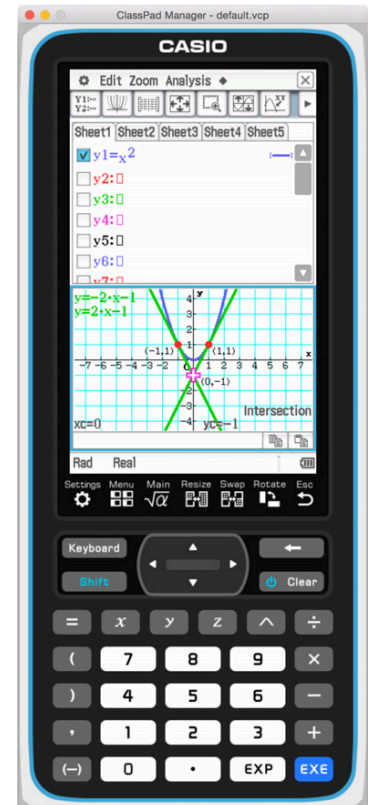 ClassPad Manager - default.vcp
CASIO
Edit Zoom Analysis ◆
Y1:⋯
Y2:⋯
Sheet1 Sheet2 Sheet3 Sheet4 Sheet5
y1=x²
y2:□
y3:□
y4:□
y5:□
y6:□
y7:□
y=-2·x-1
y=2·x-1
y
4
3
2
1
(-1,1) (1,1)
x
-7 -6 -5 -4 -3 -2 0 1 2 3 4 5 6 7
(0,-1)
-2
-3
-4
Intersection
xc=0 yc=-1
Rad Real
Settings Menu Main Resize Swap Rotate Esc
√α
Keyboard
Shift Clear
= x y z ^ ÷
( 7 8 9 ×
) 4 5 6 −
, 1 2 3 +
(−) 0 · EXP EXE